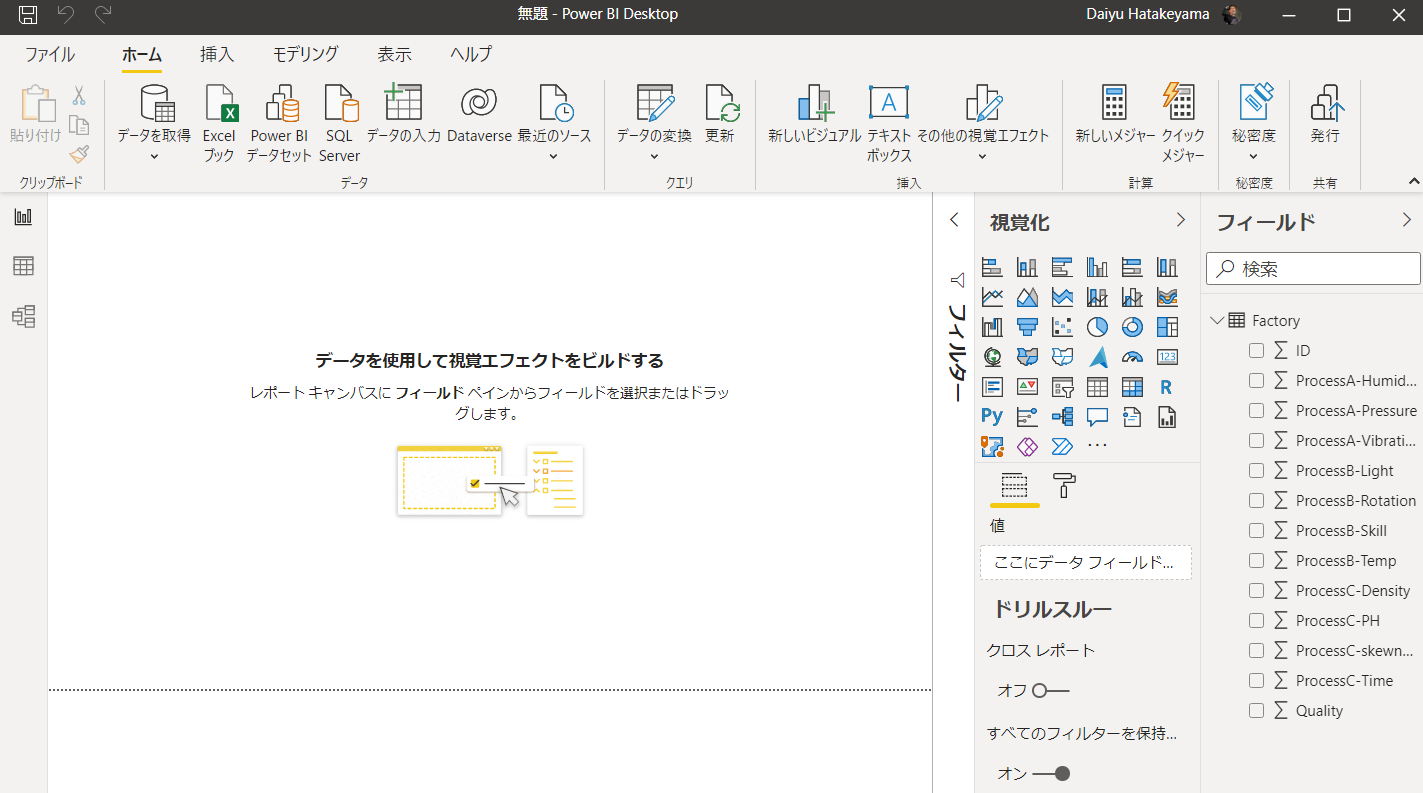 無題 - Power BI Desktop
Daiyu Hatakeyama
ファイル
ホーム
挿入
モデリング
表示
ヘルプ
貼り付け
クリップボード
データを取得
Excel
ブック
Power BI
データセット
SQL
Server
データの入力
Dataverse
最近のソース
データ
データの変換
更新
クエリ
新しいビジュアル
テキスト
ボックス
その他の視覚エフェクト
挿入
新しいメジャー
クイック
メジャー
計算
秘密度
秘密度
発行
共有
データを使用して視覚エフェクトをビルドする
レポート キャンバスに フィールド ペインからフィールドを選択またはドラッ
グします。
フィルター
視覚化
123
R
Py
...
値
ここにデータ フィールド...
ドリルスルー
クロス レポート
オフ
すべてのフィルターを保持...
オン
フィールド
検索
Factory
ID
ProcessA-Humid...
ProcessA-Pressure
ProcessA-Vibrati...
ProcessB-Light
ProcessB-Rotation
ProcessB-Skill
ProcessB-Temp
ProcessC-Density
ProcessC-PH
ProcessC-skewn...
ProcessC-Time
Quality